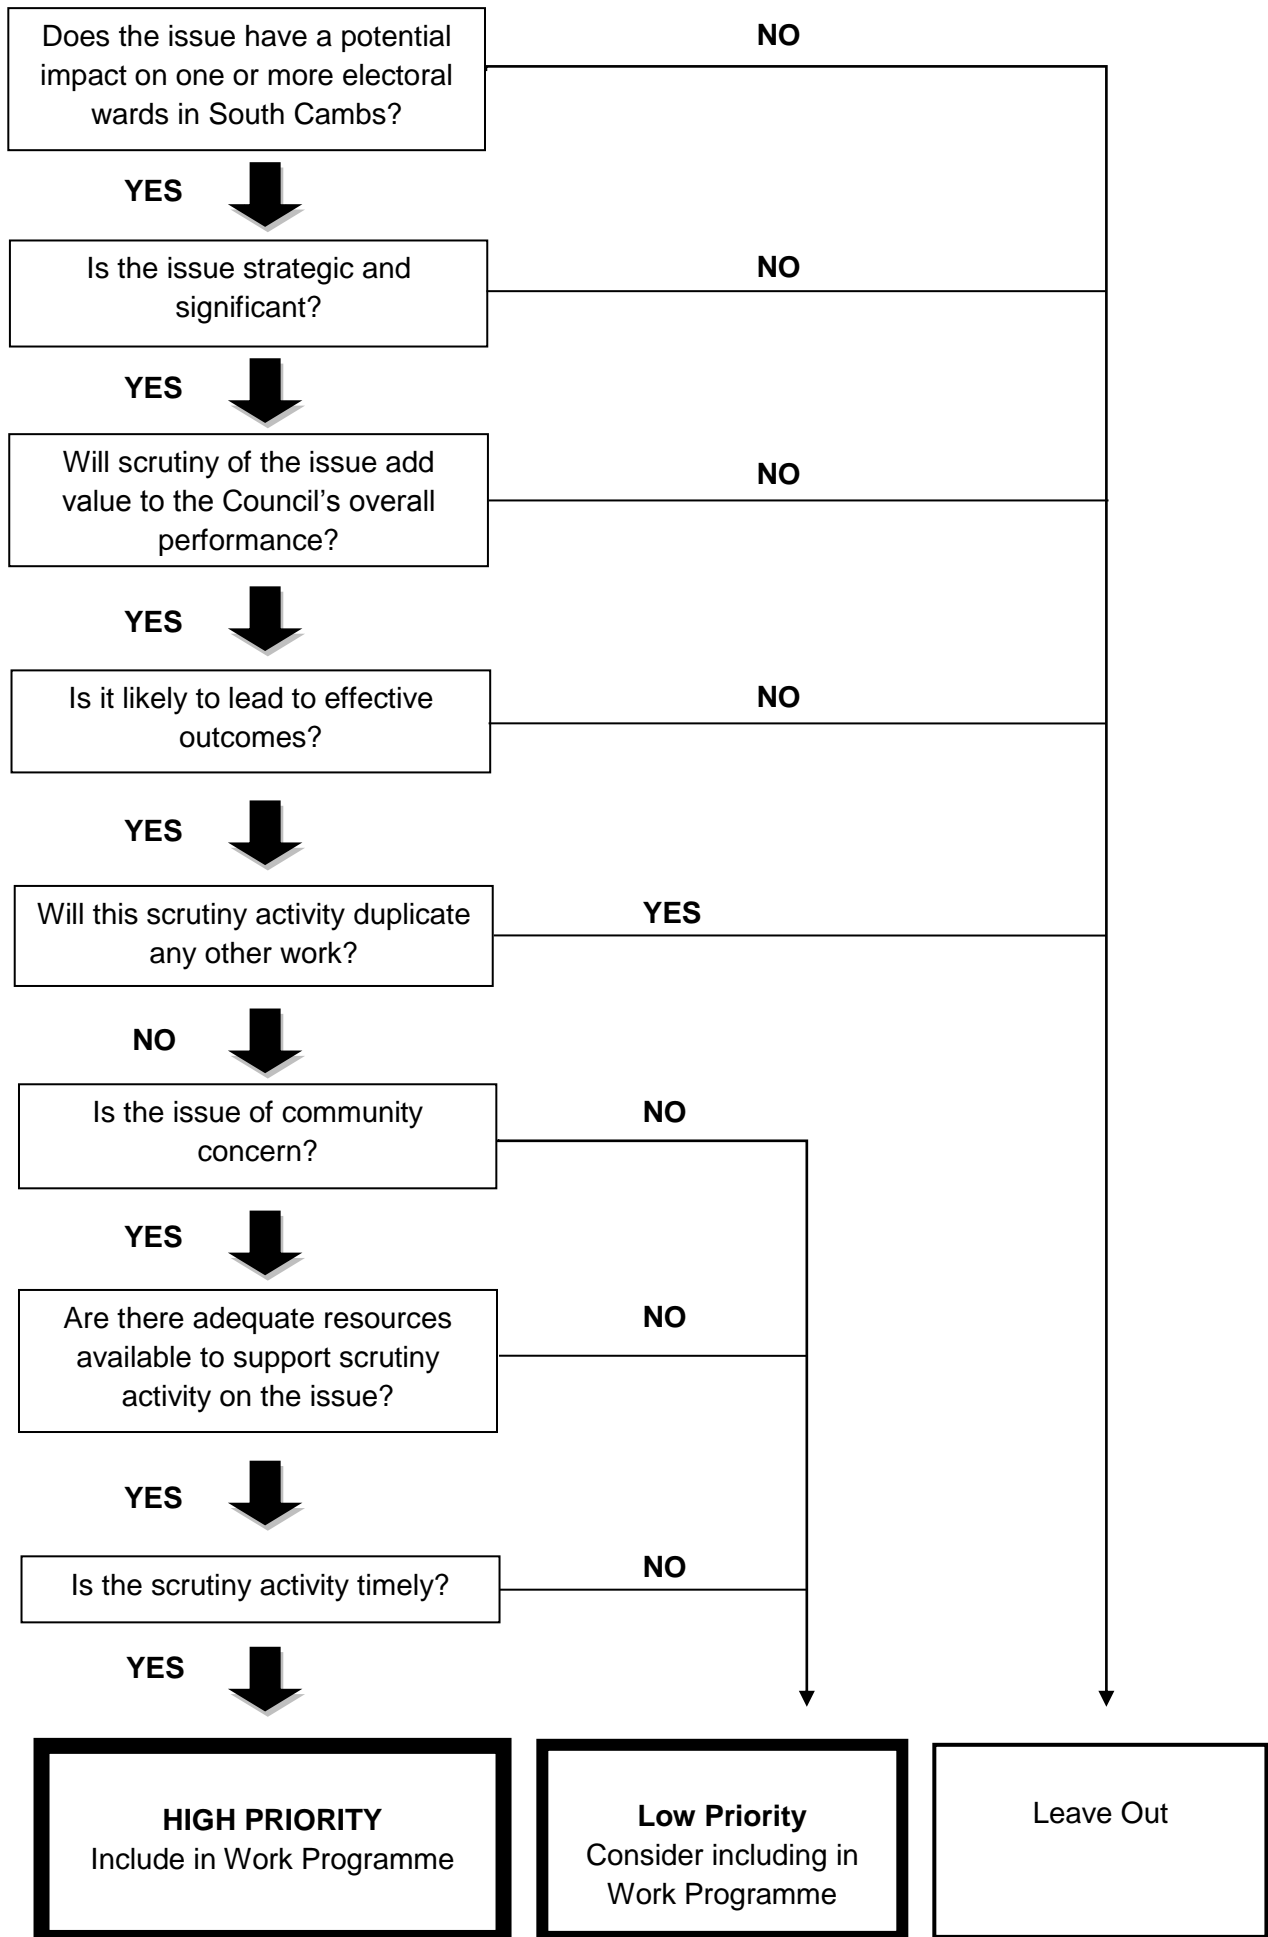 Does the issue have a potential
impact on one or more electoral
wards in South Cambs?
NO
YES
Is the issue strategic and
significant?
NO
YES
Will scrutiny of the issue add
value to the Council’s overall
performance?
NO
YES
Is it likely to lead to effective
outcomes?
NO
YES
Will this scrutiny activity duplicate
any other work?
YES
NO
Is the issue of community
concern?
NO
YES
Are there adequate resources
available to support scrutiny
activity on the issue?
NO
YES
Is the scrutiny activity timely?
NO
YES
HIGH PRIORITY
Include in Work Programme
Low Priority
Consider including in
Work Programme
Leave Out